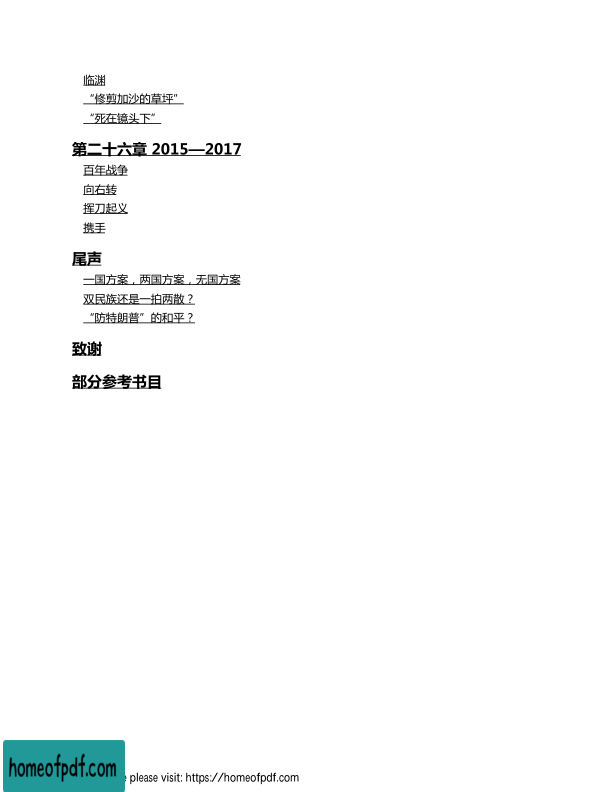 临渊
“修剪加沙的草坪”
“死在镜头下”
第二十六章 2015—2017
百年战争
向右转
挥刀起义
携手
尾声
一国方案，两国方案，无国方案
双民族还是一拍两散？
“防特朗普”的和平？
致谢
部分参考书目
homeofpdf.com
please visit: https://homeofpdf.com